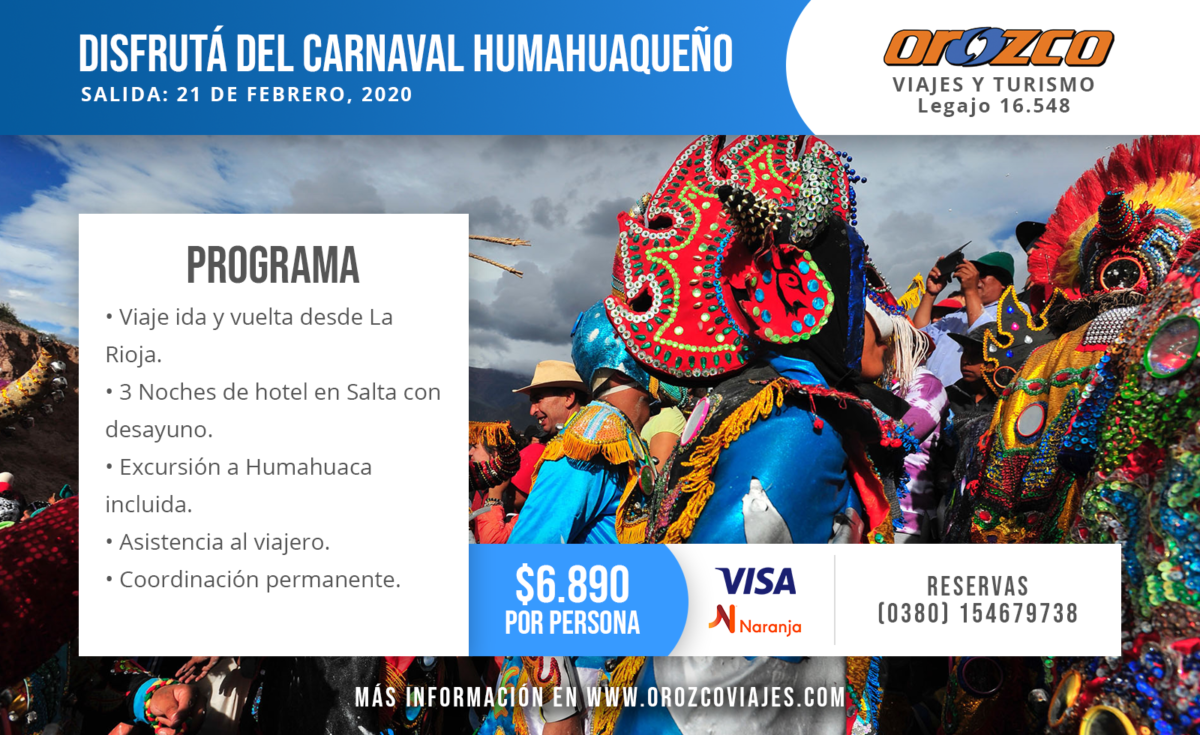 DISFRUTÁ DEL CARNAVAL HUMAHUAQUEÑO
SALIDA: 21 DE FEBRERO, 2020
OROZCO
VIAJES Y TURISMO
Legajo 16.548
PROGRAMA
• Viaje ida y vuelta desde La
Rioja.
• 3 Noches de hotel en Salta con
desayuno.
• Excursión a Humahuaca
incluida.
• Asistencia al viajero.
• Coordinación permanente.
$6.890
POR PERSONA
VISA
Naranja
RESERVAS
(0380) 154679738
MÁS INFORMACIÓN EN WWW.OROZCOVIAJES.COM